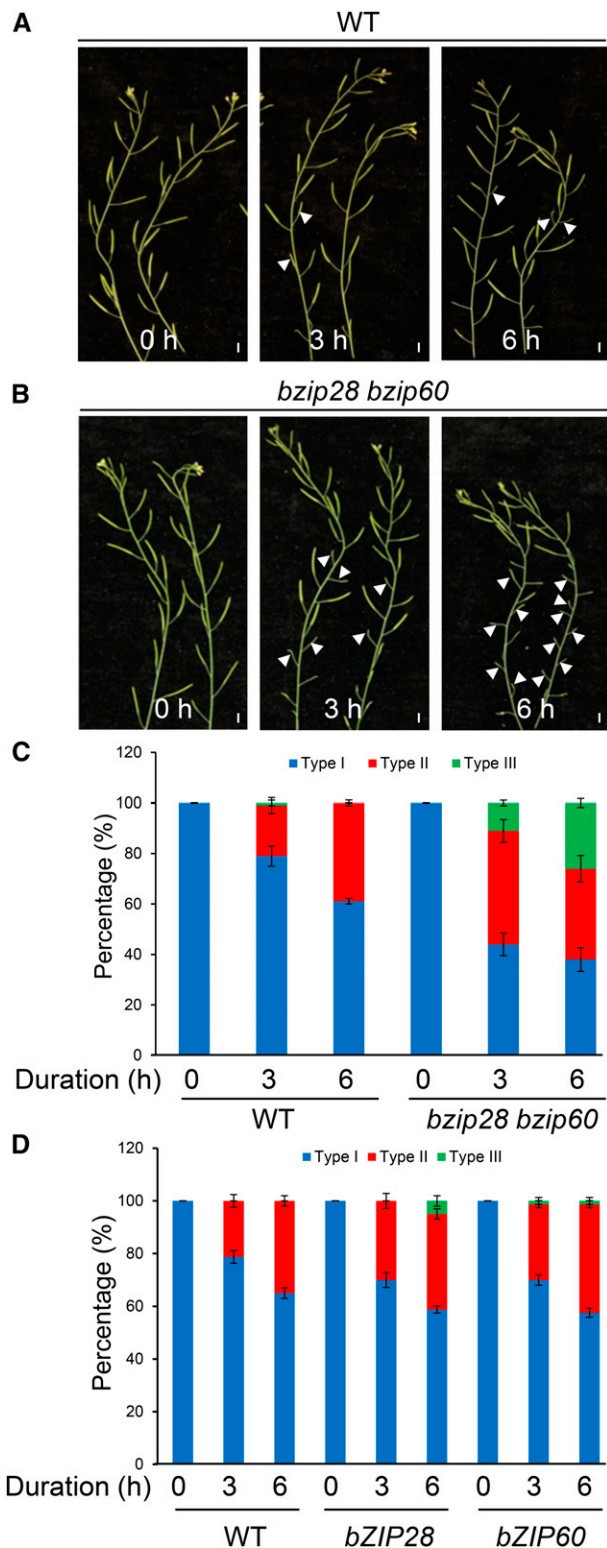 A
WT
0 h
3 h
6 h
B
bzip28 bzip60
0 h
3 h
6 h
C
Type I Type II Type III
Percentage (%)
120
100
80
60
40
20
0
Duration (h) 0 3 6 0 3 6
WT bzip28 bzip60
D
Type I Type II Type III
Percentage (%)
120
100
80
60
40
20
0
Duration (h) 0 3 6 0 3 6 0 3 6
WT bZIP28 bZIP60